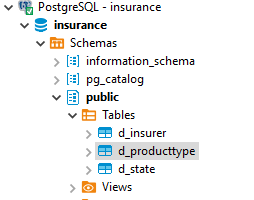 PostgreSQL - insurance
insurance
Schemas
information_schema
pg_catalog
public
Tables
d_insurer
d_producttype
d_state
Views